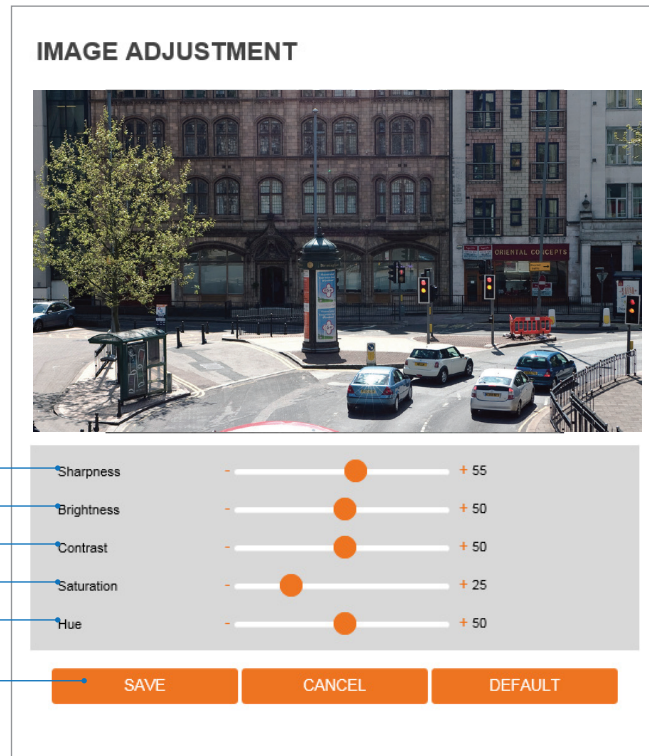 IMAGE ADJUSTMENT
ORIENTAL CONCEPTS
Sharpness - + 55
Brightness - + 50
Contrast - + 50
Saturation - + 25
Hue - + 50
SAVE CANCEL DEFAULT